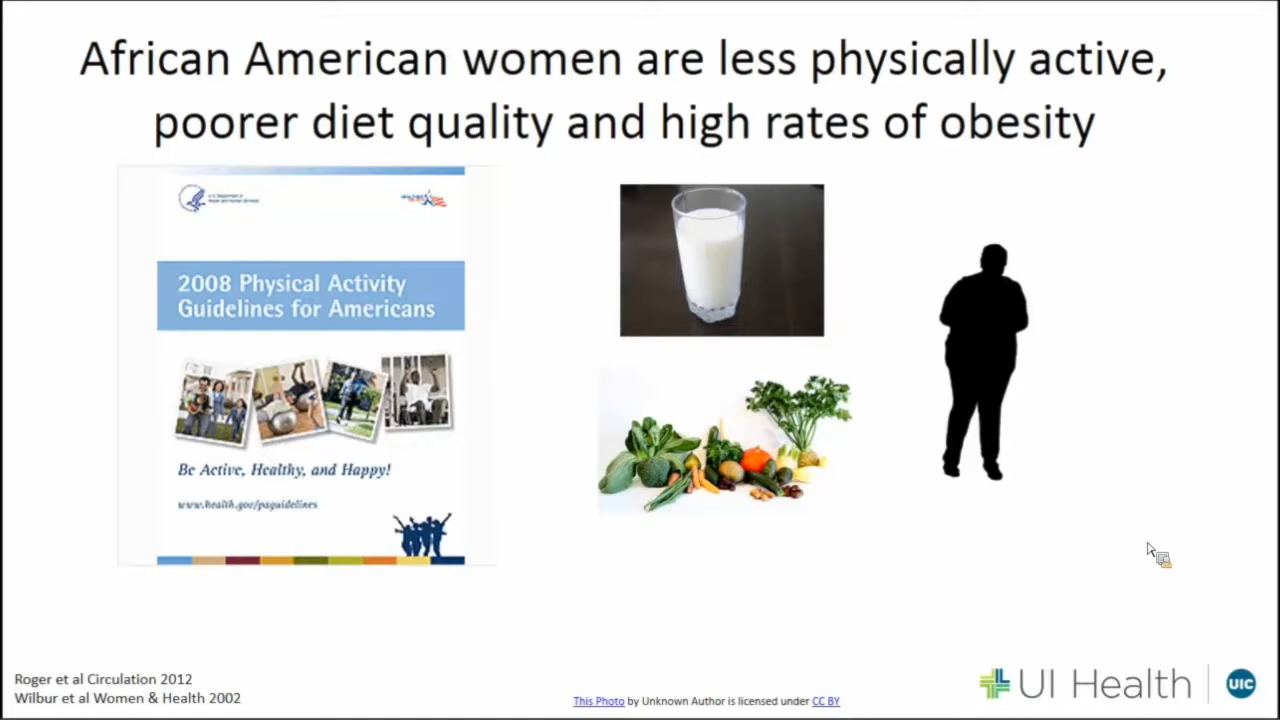 African American women are less physically active,
poorer diet quality and high rates of obesity
2008 Physical Activity
Guidelines for Americans
Be Active, Healthy, and Happy!
www.health.gov/paguidelines
Roger et al Circulation 2012
Wilbur et al Women & Health 2002
This Photo by Unknown Author is licensed under CC BY
UI Health
UIC